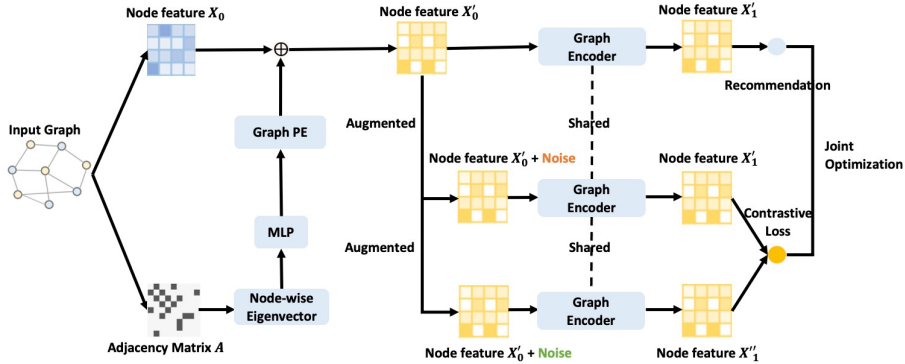 Node feature X₀
Node feature X′₀
Node feature X′₁
⊕
Graph
Encoder
Recommendation
Input Graph
Graph PE
Augmented
Shared
Joint
Optimization
Node feature X′₀ + Noise
Node feature X′₁
Graph
Encoder
MLP
Contrastive
Loss
Augmented
Shared
Node-wise
Eigenvector
Graph
Encoder
Adjacency Matrix A
Node feature X′₀ + Noise
Node feature X″₁